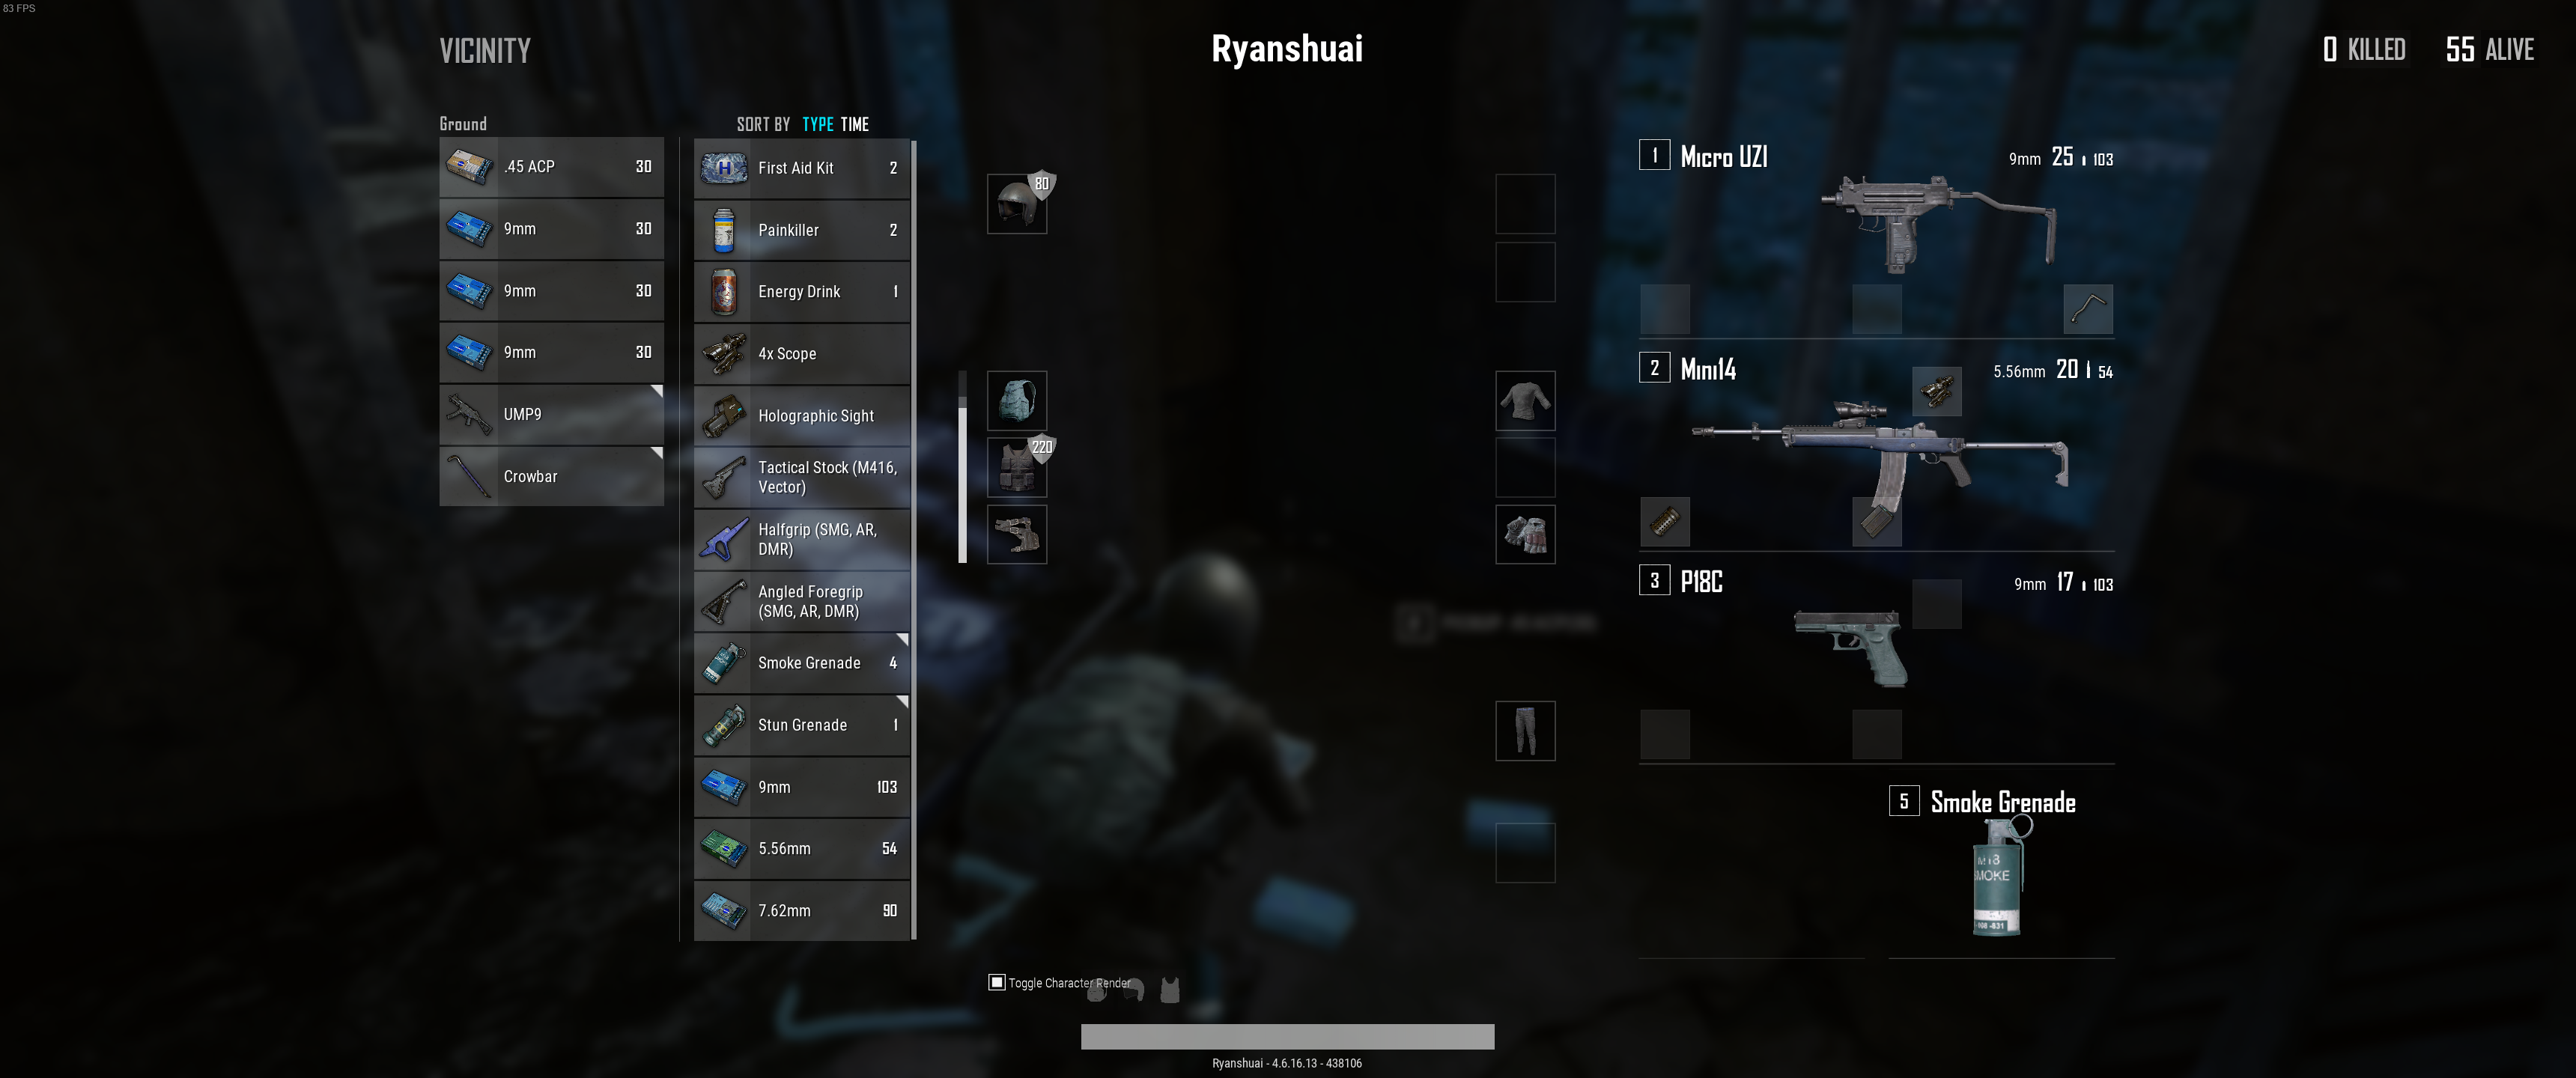 83 FPS
VICINITY
Ryanshuai
0 KILLED 55 ALIVE
Ground
.45 ACP 30
9mm 30
9mm 30
9mm 30
UMP9
Crowbar
SORT BY TYPE TIME
First Aid Kit 2
Painkiller 2
Energy Drink 1
4x Scope
Holographic Sight
Tactical Stock (M416,
Vector)
Halfgrip (SMG, AR,
DMR)
Angled Foregrip
(SMG, AR, DMR)
Smoke Grenade 4
Stun Grenade 1
9mm 103
5.56mm 54
7.62mm 90
80
220
1 Micro UZI 9mm 25 103
2 Mini14 5.56mm 20 54
3 P18C 9mm 17 103
5 Smoke Grenade
M18
SMOKE
Toggle Character Render
Ryanshuai - 4.6.16.13 - 438106